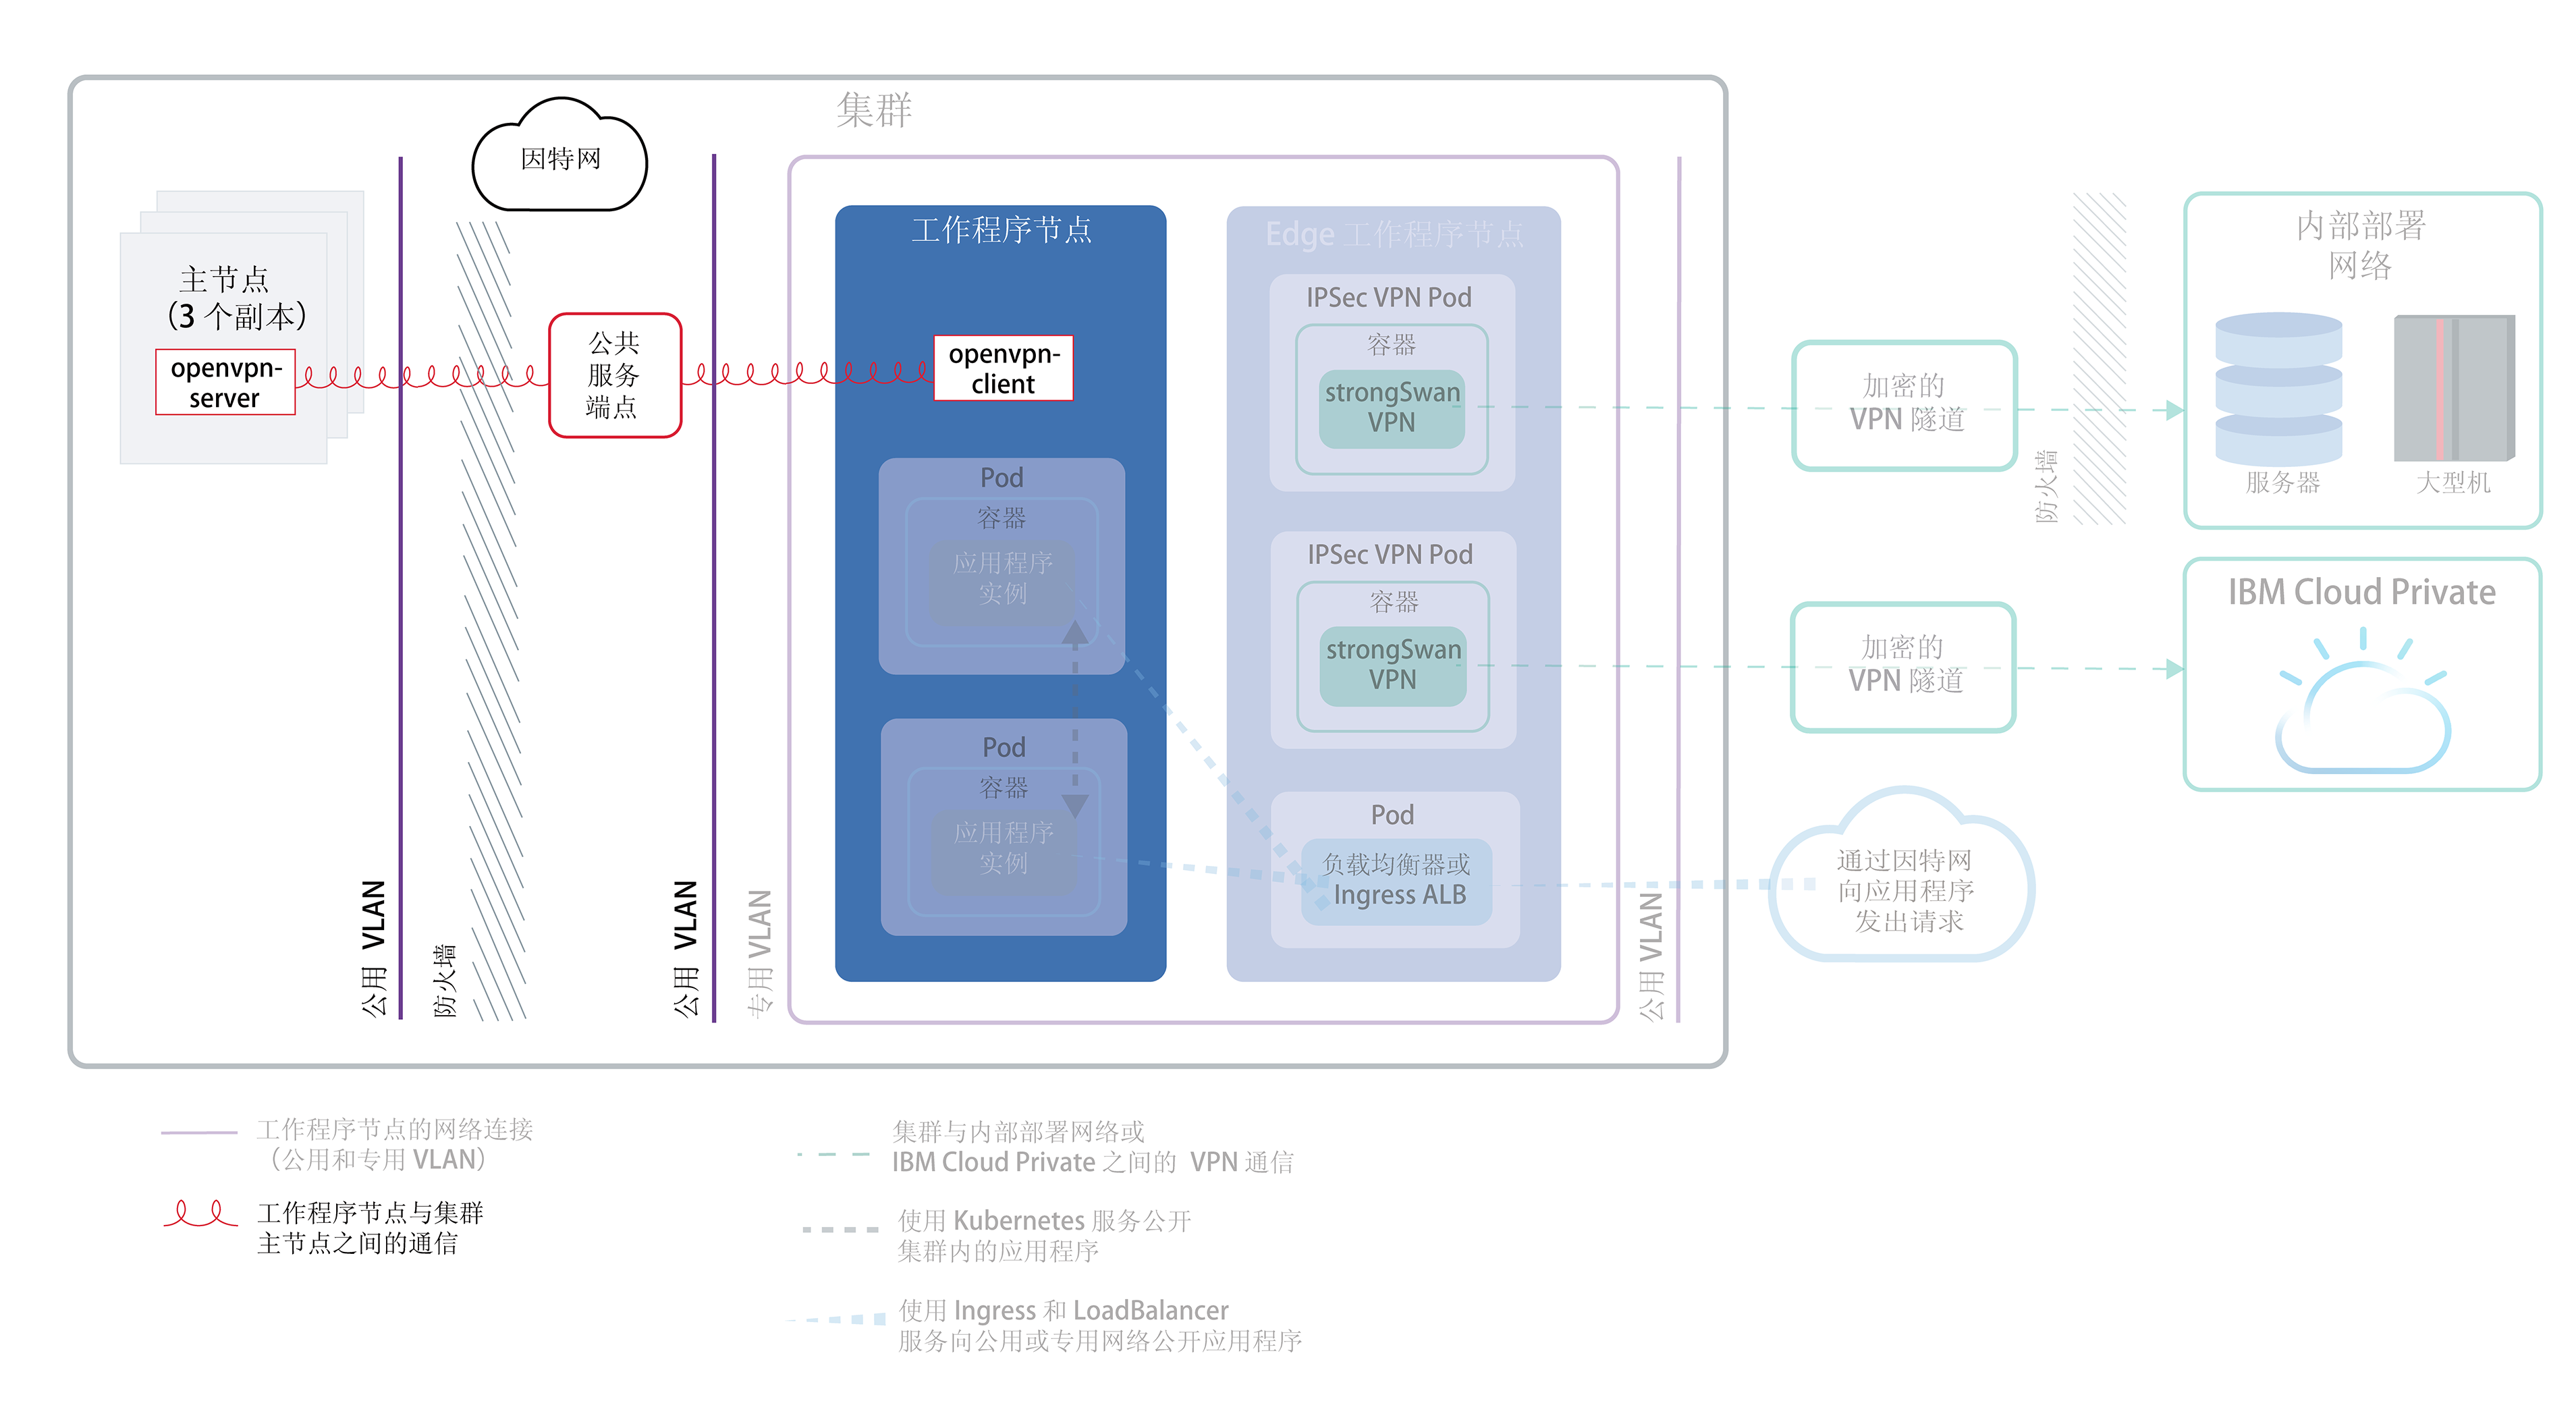 集群
因特网
主节点
（3 个副本）
openvpn-
server
公共
服务
端点
公用 VLAN
防火墙
公用 VLAN
专用 VLAN
工作程序节点
openvpn-
client
Pod
容器
应用程序
实例
Pod
容器
应用程序
实例
Edge 工作程序节点
IPSec VPN Pod
容器
strongSwan
VPN
IPSec VPN Pod
容器
strongSwan
VPN
Pod
负载均衡器或
Ingress ALB
公用 VLAN
加密的
VPN 隧道
防火墙
内部部署
网络
服务器
大型机
加密的
VPN 隧道
IBM Cloud Private
通过因特网
向应用程序
发出请求
工作程序节点的网络连接
（公用和专用 VLAN）
工作程序节点与集群
主节点之间的通信
集群与内部部署网络或
IBM Cloud Private 之间的 VPN 通信
使用 Kubernetes 服务公开
集群内的应用程序
使用 Ingress 和 LoadBalancer
服务向公用或专用网络公开应用程序